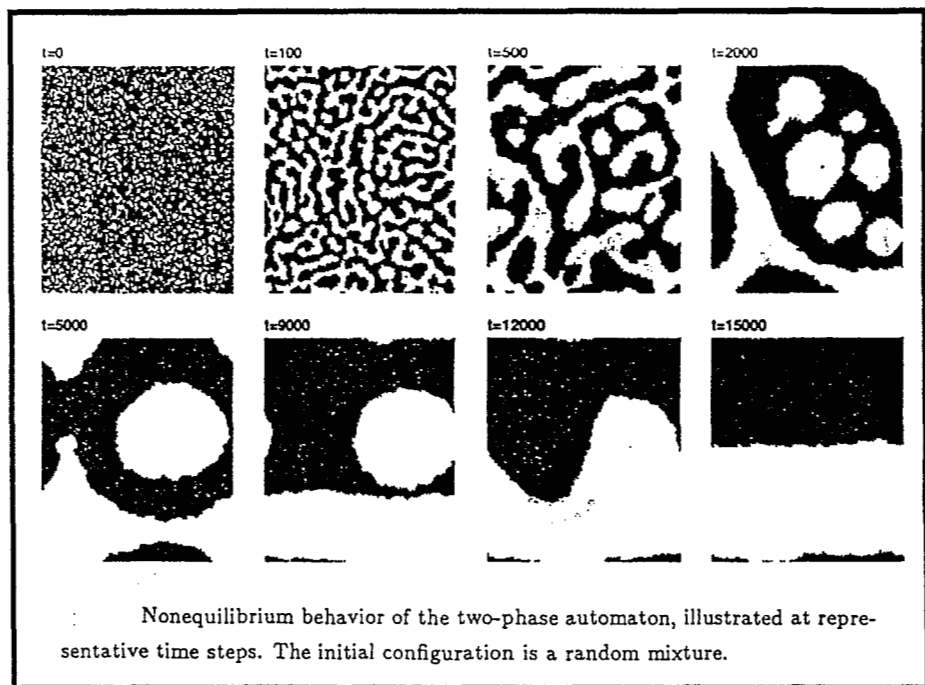 t=0 t=100 t=500 t=2000
t=5000 t=9000 t=12000 t=15000
Nonequilibrium behavior of the two-phase automaton, illustrated at repre-
sentative time steps. The initial configuration is a random mixture.